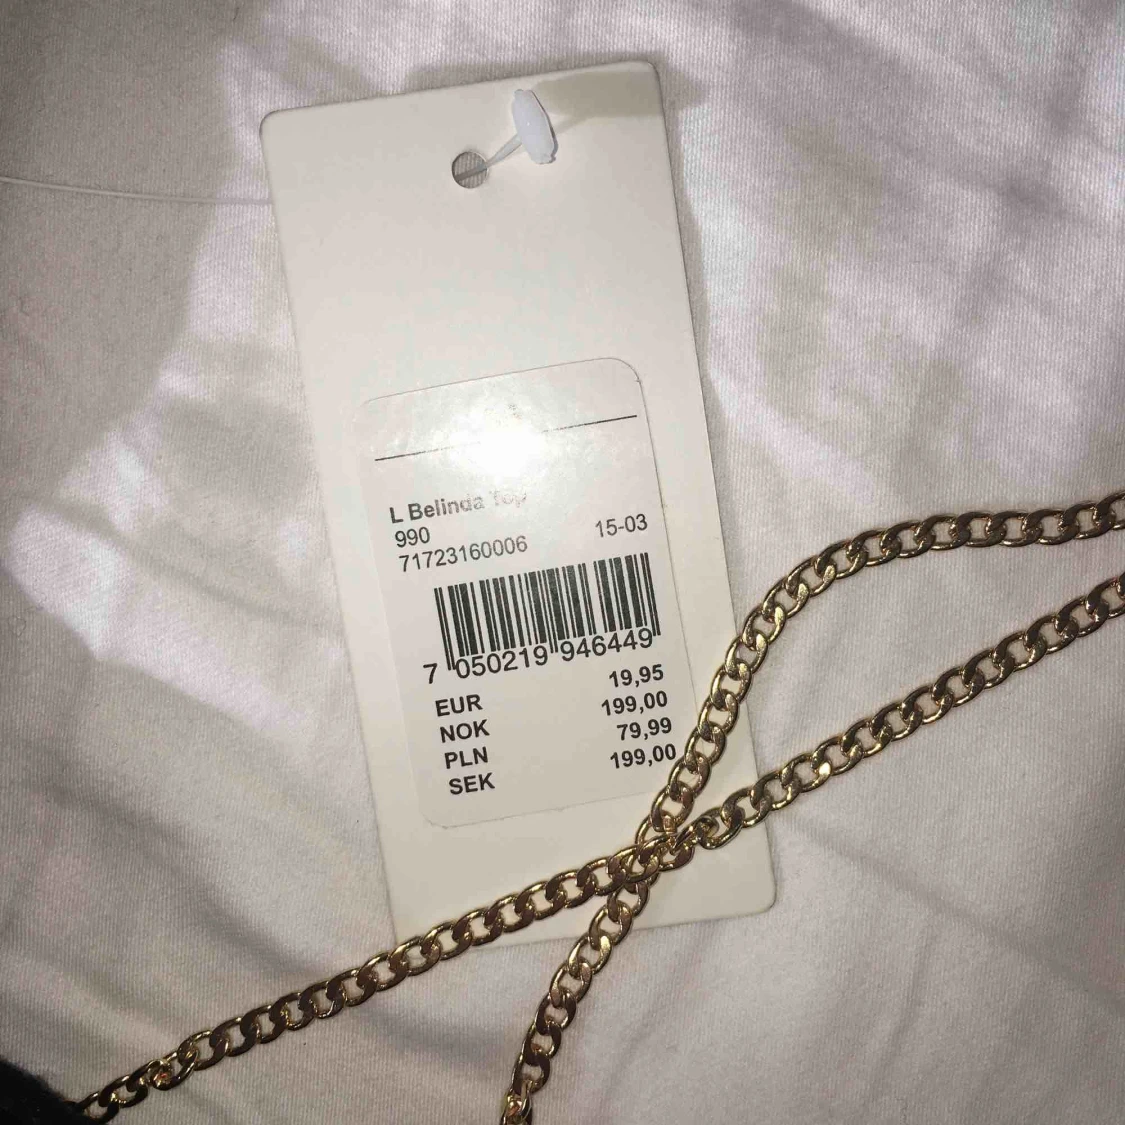 L Belinda Top
990
71723160006 15-03
7 050219 946449
EUR 19,95
NOK 199,00
PLN 79,99
SEK 199,00